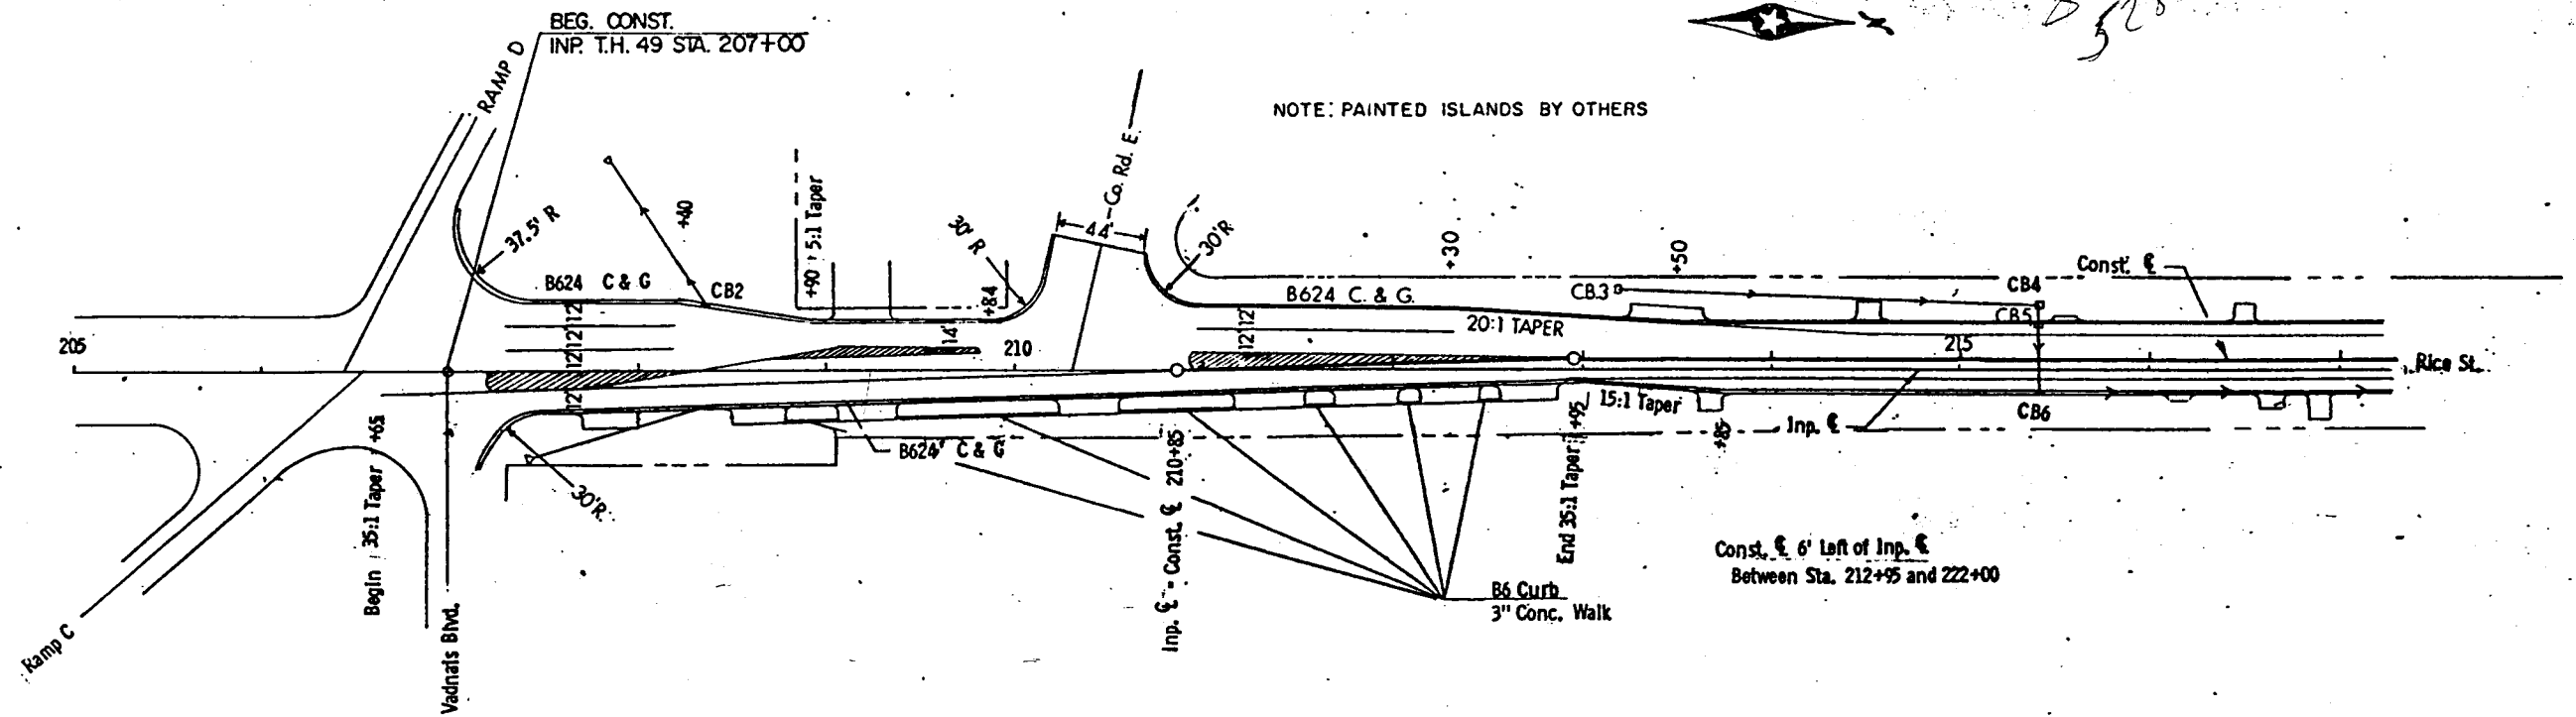 BEG. CONST.
INP. T.H. 49 STA. 207+00
RAMP D
NOTE: PAINTED ISLANDS BY OTHERS
37.5' R
+40
+90 5:1 Taper
30' R
44'
Co. Rd. E
30' R
+30
+50
B624 C & G
CB2
+84
B624 C. & G.
CB3
CB4
Const. ℄
12
12
12
12
12
12
12
14'
20:1 TAPER
CB5
205
210
215
Rice St.
15:1 Taper
CB6
Inp. ℄
B624 C & G
30' R.
+85
Begin 35:1 Taper +65
Vadnais Blvd.
Inp. ℄ = Const. ℄ 210+85
End 35:1 Taper +95
Ramp C
B6 Curb
3" Conc. Walk
Const. ℄ 6' Left of Inp. ℄
Between Sta. 212+95 and 222+00